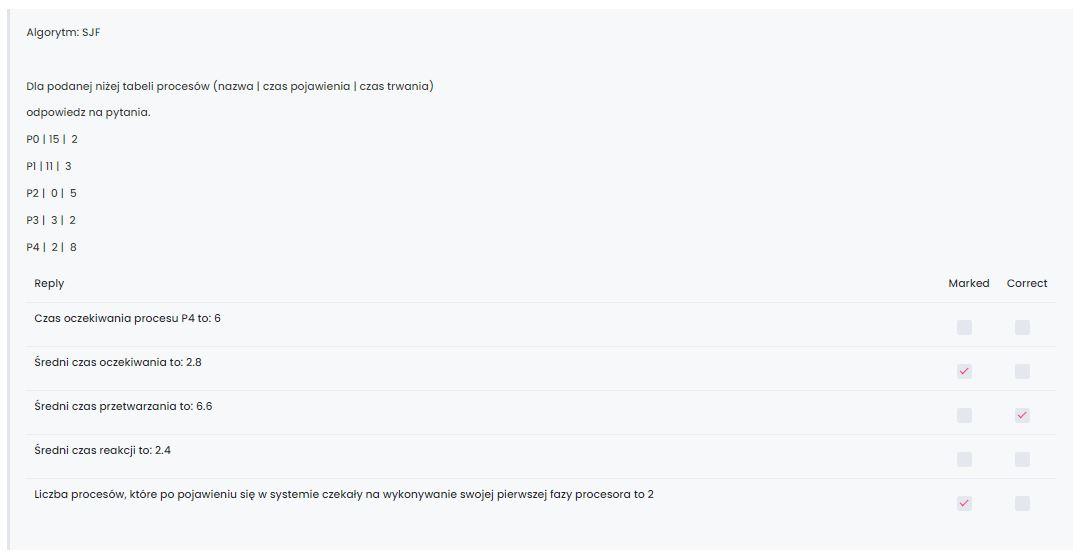 Algorytm: SJF
Dla podanej niżej tabeli procesów (nazwa | czas pojawienia | czas trwania)
odpowiedz na pytania.
P0 | 15 | 2
P1 | 11 | 3
P2 | 0 | 5
P3 | 3 | 2
P4 | 2 | 8
Reply Marked Correct
Czas oczekiwania procesu P4 to: 6
Średni czas oczekiwania to: 2.8
Średni czas przetwarzania to: 6.6
Średni czas reakcji to: 2.4
Liczba procesów, które po pojawieniu się w systemie czekały na wykonywanie swojej pierwszej fazy procesora to 2